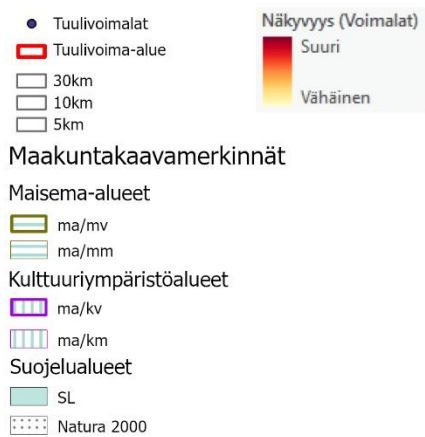 Tuulivoimalat
Tuulivoima-alue
30km
10km
5km
Näkyvyys (Voimalat)
Suuri
Vähäinen
Maakuntakaavamerkinnät
Maisema-alueet
ma/mv
ma/mm
Kulttuuriympäristöalueet
ma/kv
ma/km
Suojelualueet
SL
Natura 2000